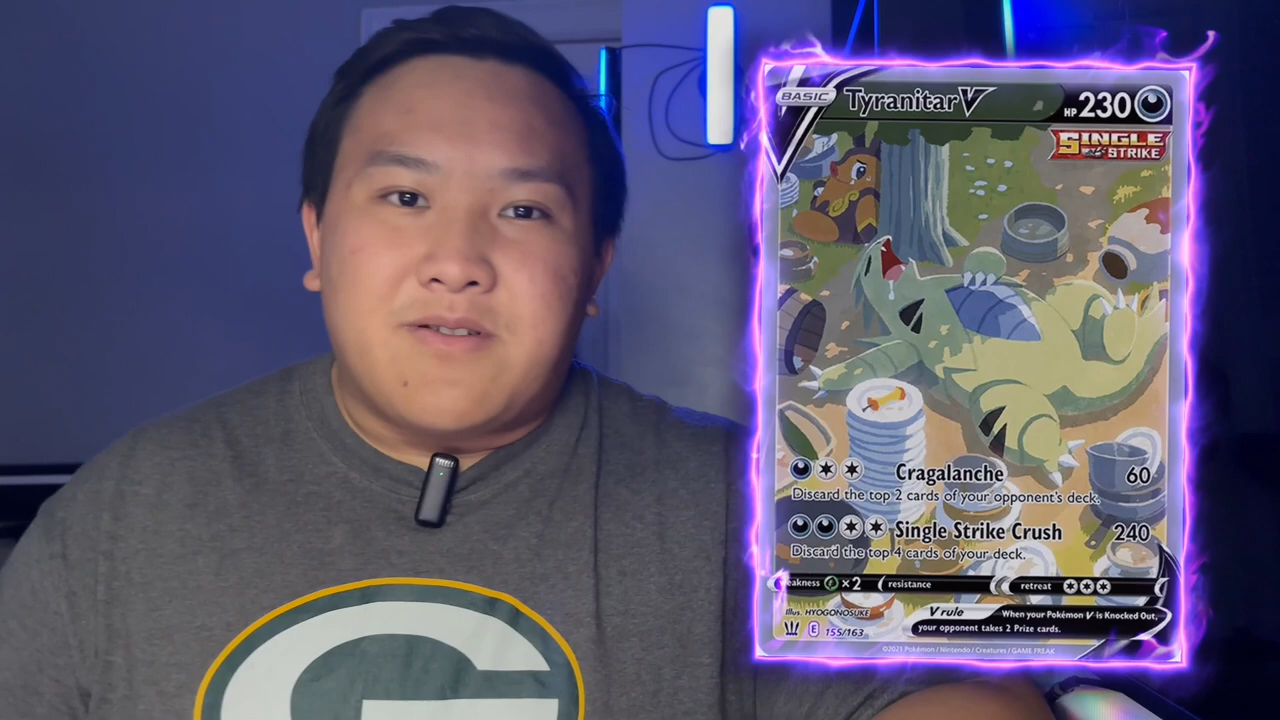 BASIC
Tyranitar V
HP 230
SINGLE
STRIKE
Cragalanche 60
Discard the top 2 cards of your opponent's deck.
Single Strike Crush 240
Discard the top 4 cards of your deck.
weakness ×2 resistance retreat
Illus. HYOGONOSUKE
V rule When your Pokémon V is Knocked Out,
your opponent takes 2 Prize cards.
E 155/163
©2021 Pokémon / Nintendo / Creatures / GAME FREAK
G